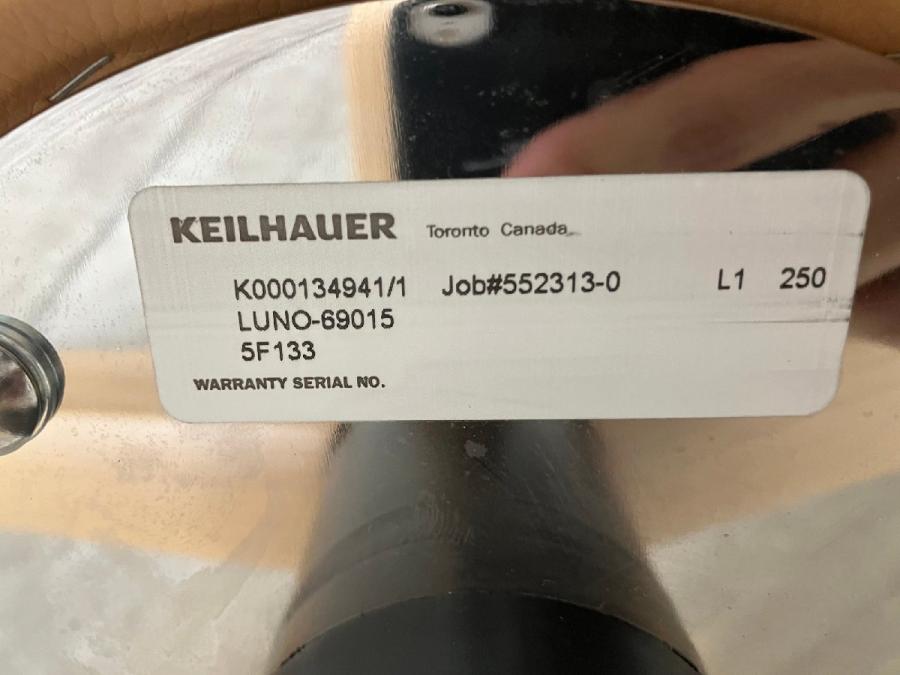 KEILHAUER Toronto Canada
K000134941/1 Job#552313-0 L1 250
LUNO-69015
5F133
WARRANTY SERIAL NO.